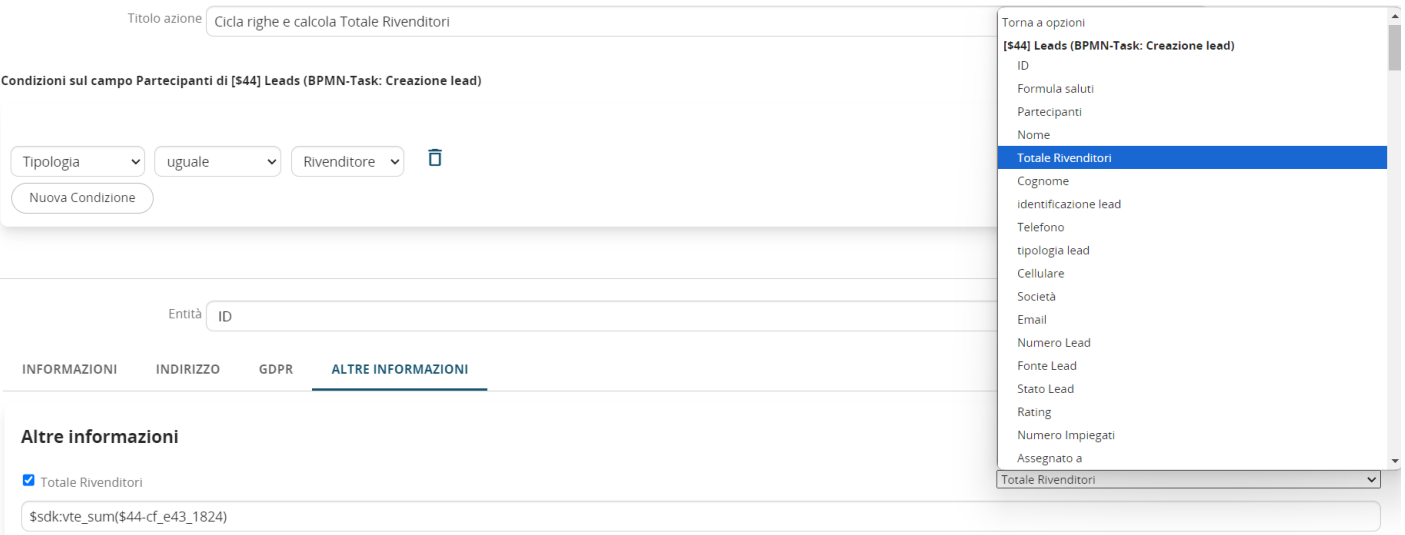 Titolo azione
Cicla righe e calcola Totale Rivenditori
Condizioni sul campo Partecipanti di [$44] Leads (BPMN-Task: Creazione lead)
Tipologia uguale Rivenditore
Nuova Condizione
Entità
ID
INFORMAZIONI INDIRIZZO GDPR ALTRE INFORMAZIONI
Altre informazioni
Totale Rivenditori
$sdk:vte_sum($44-cf_e43_1824)
Torna a opzioni
[$44] Leads (BPMN-Task: Creazione lead)
ID
Formula saluti
Partecipanti
Nome
Totale Rivenditori
Cognome
identificazione lead
Telefono
tipologia lead
Cellulare
Società
Email
Numero Lead
Fonte Lead
Stato Lead
Rating
Numero Impiegati
Assegnato a
Totale Rivenditori